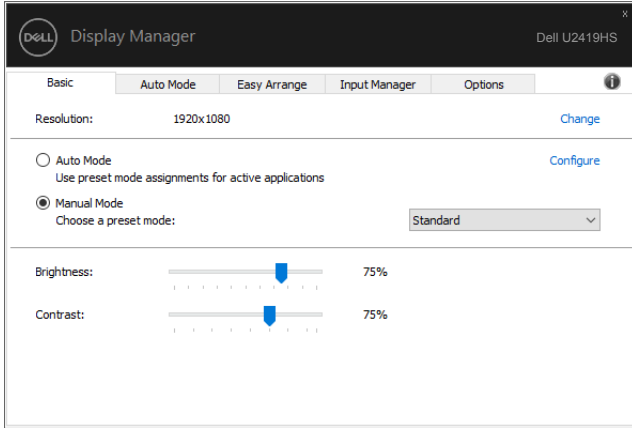 x
DELL Display Manager
Dell U2419HS
Basic Auto Mode Easy Arrange Input Manager Options i
Resolution: 1920x1080 Change
Auto Mode Configure
Use preset mode assignments for active applications
Manual Mode
Choose a preset mode: Standard
Brightness: 75%
Contrast: 75%